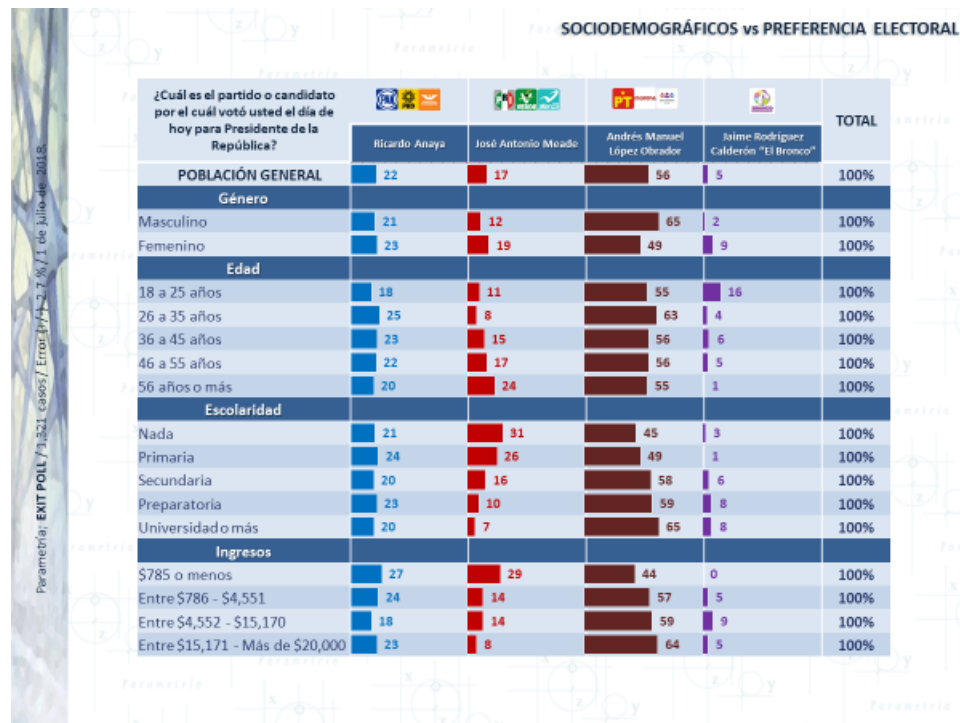 SOCIODEMOGRÁFICOS vs PREFERENCIA ELECTORAL
¿Cuál es el partido o candidato
por el cuál votó usted el día de
hoy para Presidente de la
República?
PAN PRD
PRI VERDE
PT morena
TOTAL
Ricardo Anaya
José Antonio Meade
Andrés Manuel
López Obrador
Jaime Rodríguez
Calderón "El Bronco"
POBLACIÓN GENERAL 22 17 56 5 100%
Género
Masculino 21 12 65 2 100%
Femenino 23 19 49 9 100%
Edad
18 a 25 años 18 11 55 16 100%
26 a 35 años 25 8 63 4 100%
36 a 45 años 23 15 56 6 100%
46 a 55 años 22 17 56 5 100%
56 años o más 20 24 55 1 100%
Escolaridad
Nada 21 31 45 3 100%
Primaria 24 26 49 1 100%
Secundaria 20 16 58 6 100%
Preparatoria 23 10 59 8 100%
Universidad o más 20 7 65 8 100%
Ingresos
$785 o menos 27 29 44 0 100%
Entre $786 - $4,551 24 14 57 5 100%
Entre $4,552 - $15,170 18 14 59 9 100%
Entre $15,171 - Más de $20,000 23 8 64 5 100%
Parametría; EXIT POLL / 1,321 casos/ Error (+/-) 2.7 % / 1 de julio de 2018.